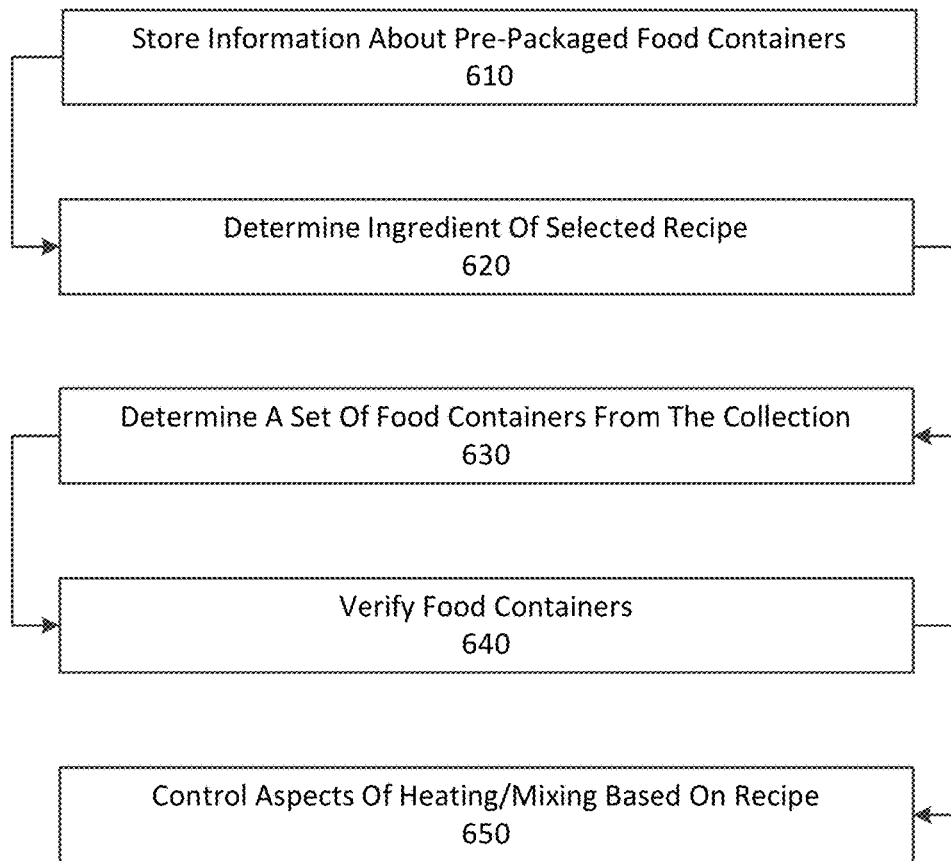 Store Information About Pre-Packaged Food Containers
610
Determine Ingredient Of Selected Recipe
620
Determine A Set Of Food Containers From The Collection
630
Verify Food Containers
640
Control Aspects Of Heating/Mixing Based On Recipe
650